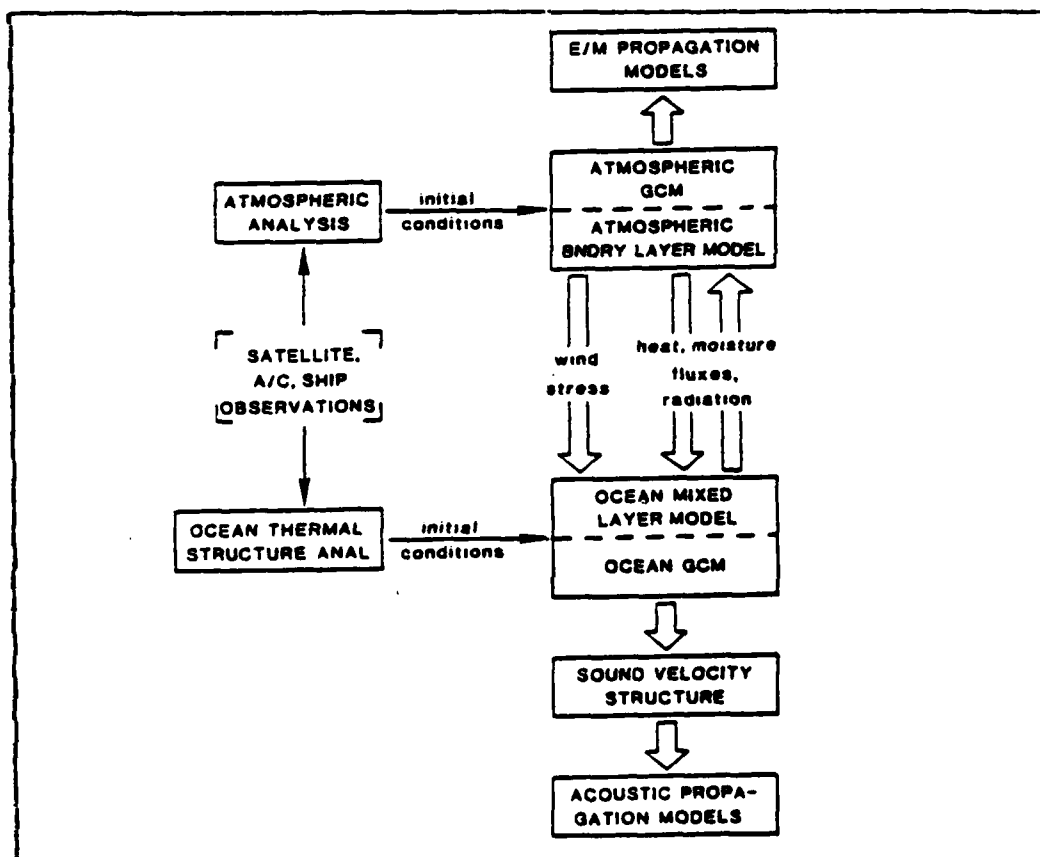 E/M PROPAGATION
MODELS
ATMOSPHERIC
GCM
ATMOSPHERIC
BNDRY LAYER MODEL
ATMOSPHERIC
ANALYSIS
initial
conditions
SATELLITE,
A/C, SHIP
OBSERVATIONS
wind
stress
heat, moisture
fluxes,
radiation
OCEAN THERMAL
STRUCTURE ANAL
initial
conditions
OCEAN MIXED
LAYER MODEL
OCEAN GCM
SOUND VELOCITY
STRUCTURE
ACOUSTIC PROPA-
GATION MODELS